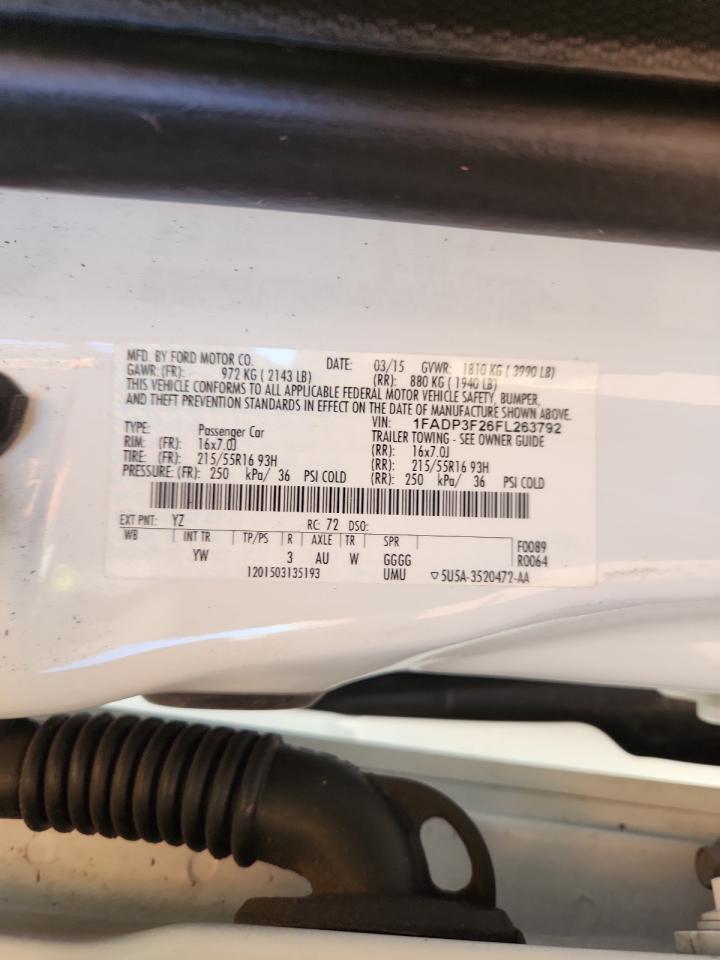 MFD. BY FORD MOTOR CO. DATE: 03/15 GVWR: 1810 KG ( 3990 LB)
GAWR: (FR): 972 KG ( 2143 LB) (RR): 880 KG ( 1940 LB)
THIS VEHICLE CONFORMS TO ALL APPLICABLE FEDERAL MOTOR VEHICLE SAFETY, BUMPER,
AND THEFT PREVENTION STANDARDS IN EFFECT ON THE DATE OF MANUFACTURE SHOWN ABOVE.
VIN: 1FADP3F26FL263792
TYPE: Passenger Car TRAILER TOWING - SEE OWNER GUIDE
RIM: (FR): 16x7.0J (RR): 16x7.0J
TIRE: (FR): 215/55R16 93H (RR): 215/55R16 93H
PRESSURE: (FR): 250 kPa/ 36 PSI COLD (RR): 250 kPa/ 36 PSI COLD
EXT PNT: YZ RC: 72 DSO:
WB INT TR TP/PS R AXLE TR SPR F0089
YW 3 AU W GGGG R0064
1201503135193 UMU ▽5U5A-3520472-AA